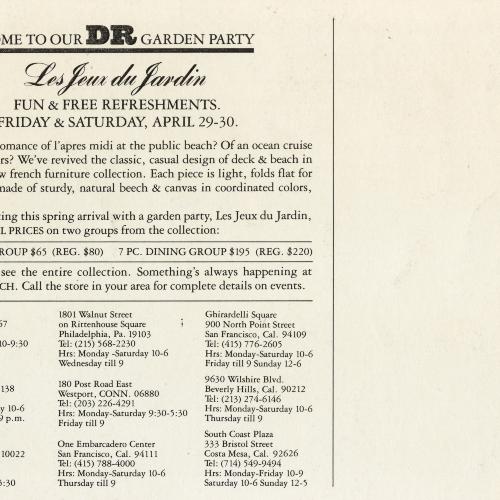 OME TO OUR DR GARDEN PARTY
Les Jeux du Jardin
FUN & FREE REFRESHMENTS.
FRIDAY & SATURDAY, APRIL 29-30.
omance of l'apres midi at the public beach? Of an ocean cruise
rs? We've revived the classic, casual design of deck & beach in
w french furniture collection. Each piece is light, folds flat for
made of sturdy, natural beech & canvas in coordinated colors,
ting this spring arrival with a garden party, Les Jeux du Jardin,
L PRICES on two groups from the collection:
ROUP $65 (REG. $80) 7 PC. DINING GROUP $195 (REG. $220)
see the entire collection. Something's always happening at
CH. Call the store in your area for complete details on events.
67
10-9:30
138
y 10-6
9 p.m.
10022
5:30
1801 Walnut Street
on Rittenhouse Square
Philadelphia, Pa. 19103
Tel: (215) 568-2230
Hrs: Monday -Saturday 10-6
Wednesday till 9
180 Post Road East
Westport, CONN. 06880
Tel: (203) 226-4291
Hrs: Monday-Saturday 9:30-5:30
Friday till 9
One Embarcadero Center
San Francisco, Cal. 94111
Tel: (415) 788-4000
Hrs: Monday-Saturday 10-6
Thursday till 9
Ghirardelli Square
900 North Point Street
San Francisco, Cal. 94109
Tel: (415) 776-2605
Hrs: Monday-Saturday 10-6
Friday till 9 Sunday 12-6
9630 Wilshire Blvd.
Beverly Hills, Cal. 90212
Tel: (213) 274-6146
Hrs: Monday-Saturday 10-6
Thursday till 9
South Coast Plaza
333 Bristol Street
Costa Mesa, Cal. 92626
Tel: (714) 549-9494
Hrs: Monday-Friday 10-9
Saturday 10-6 Sunday 12-5